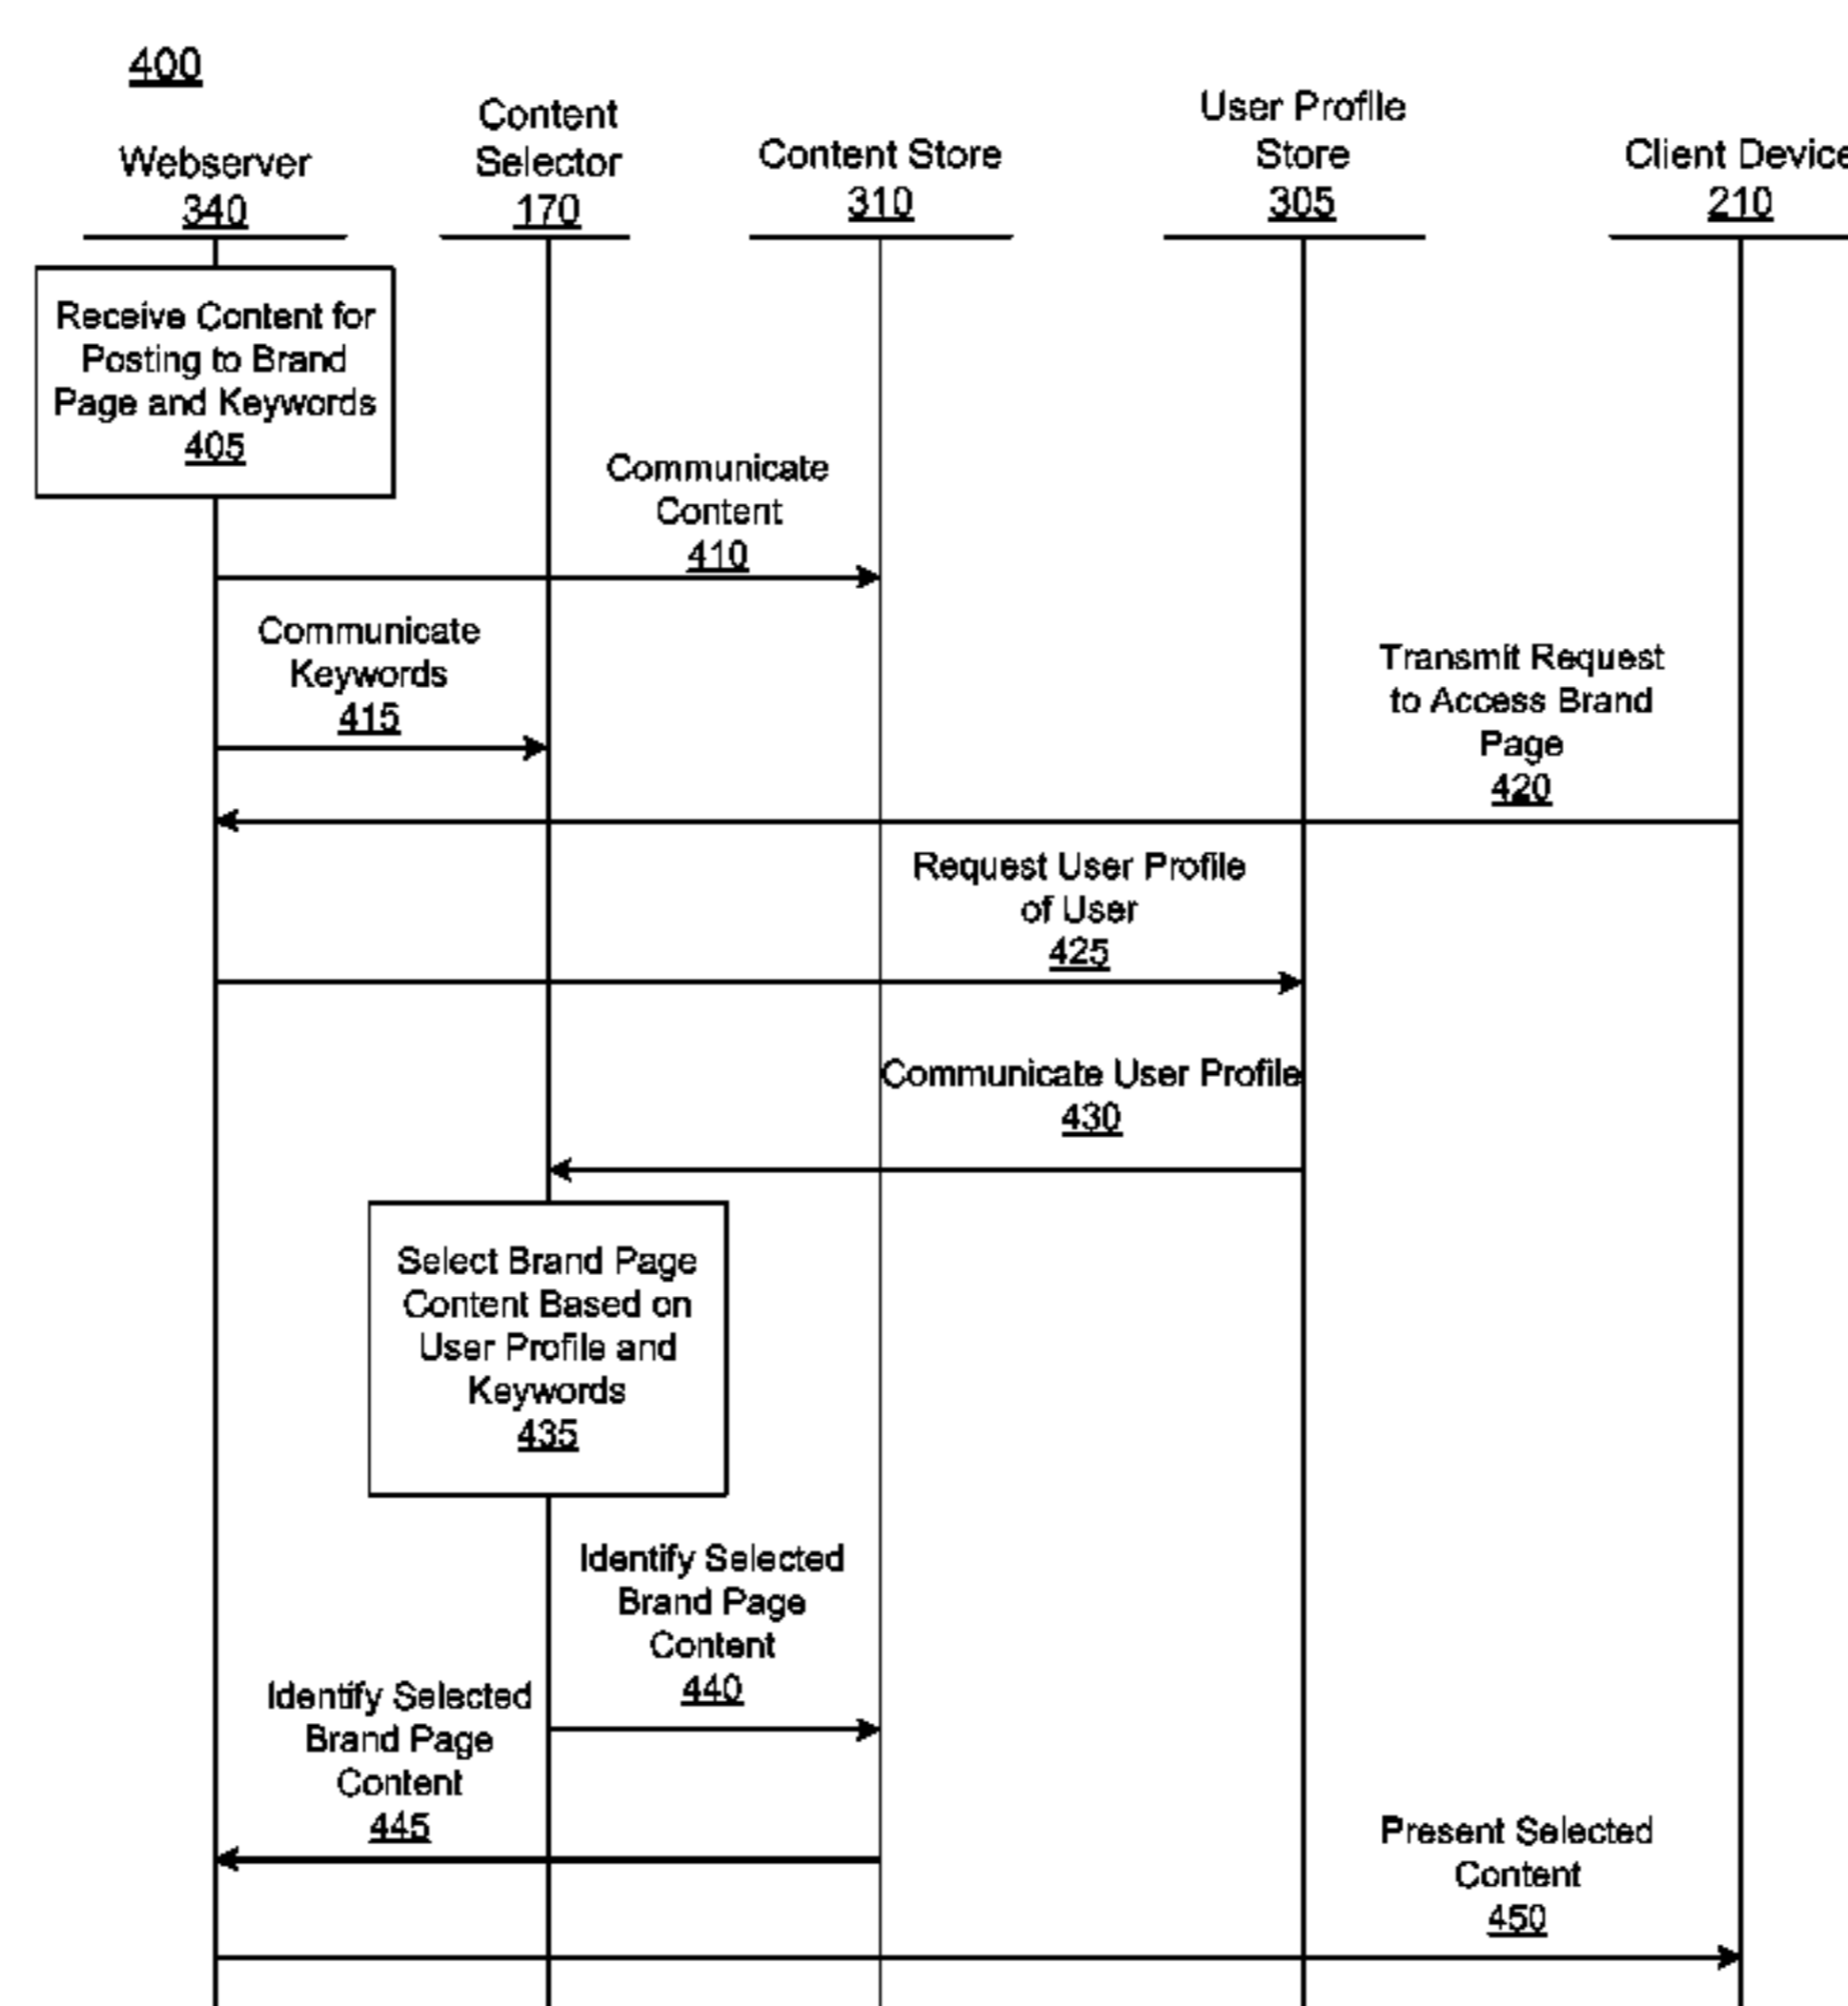 400
Webserver
340
Content
Selector
170
Content Store
310
User Profile
Store
305
Client Device
210
Receive Content for
Posting to Brand
Page and Keywords
405
Communicate
Content
410
Communicate
Keywords
415
Transmit Request
to Access Brand
Page
420
Request User Profile
of User
425
Communicate User Profile
430
Select Brand Page
Content Based on
User Profile and
Keywords
435
Identify Selected
Brand Page
Content
440
Identify Selected
Brand Page
Content
445
Present Selected
Content
450